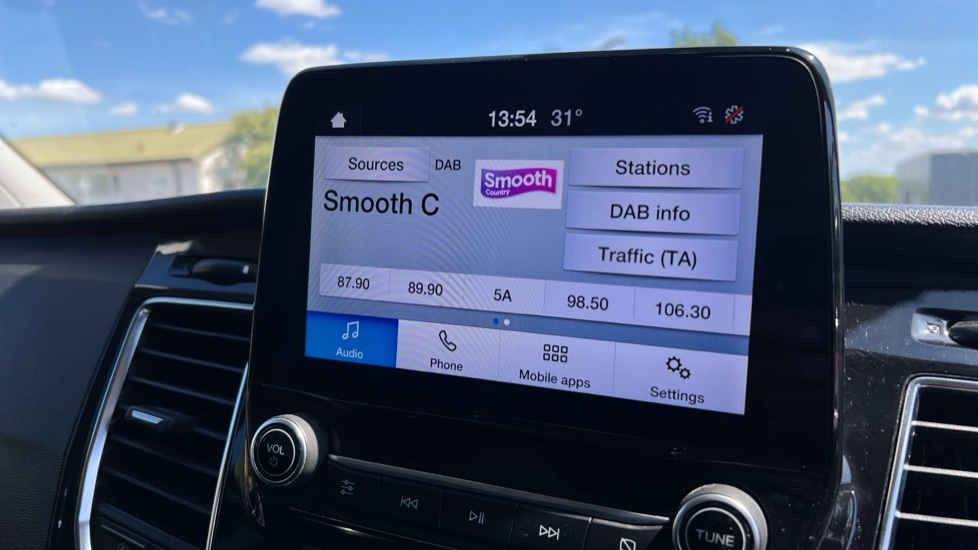 13:54 31°
Sources DAB
Smooth
Country
Smooth C
Stations
DAB info
Traffic (TA)
87.90 89.90 5A 98.50 106.30
Audio Phone Mobile apps Settings
VOL
TUNE